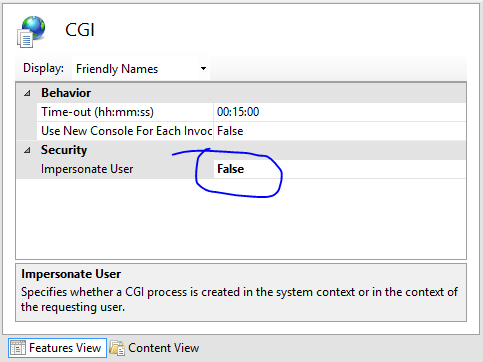 CGI
Display: Friendly Names
Behavior
Time-out (hh:mm:ss) 00:15:00
Use New Console For Each Invoc False
Security
Impersonate User False
Impersonate User
Specifies whether a CGI process is created in the system context or in the context of
the requesting user.
Features View Content View